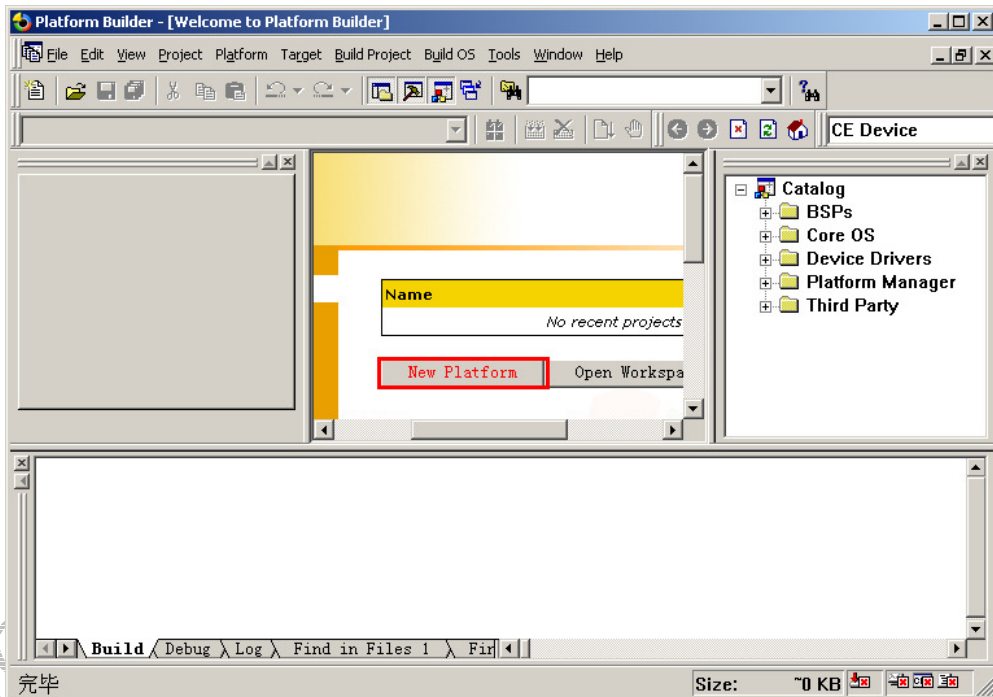 Platform Builder - [Welcome to Platform Builder]
File Edit View Project Platform Target Build Project Build OS Tools Window Help
CE Device
Catalog
BSPs
Core OS
Device Drivers
Platform Manager
Third Party
Name
No recent projects
New Platform
Open Workspa
Build Debug Log Find in Files 1 Fin
完毕
Size: ~0 KB